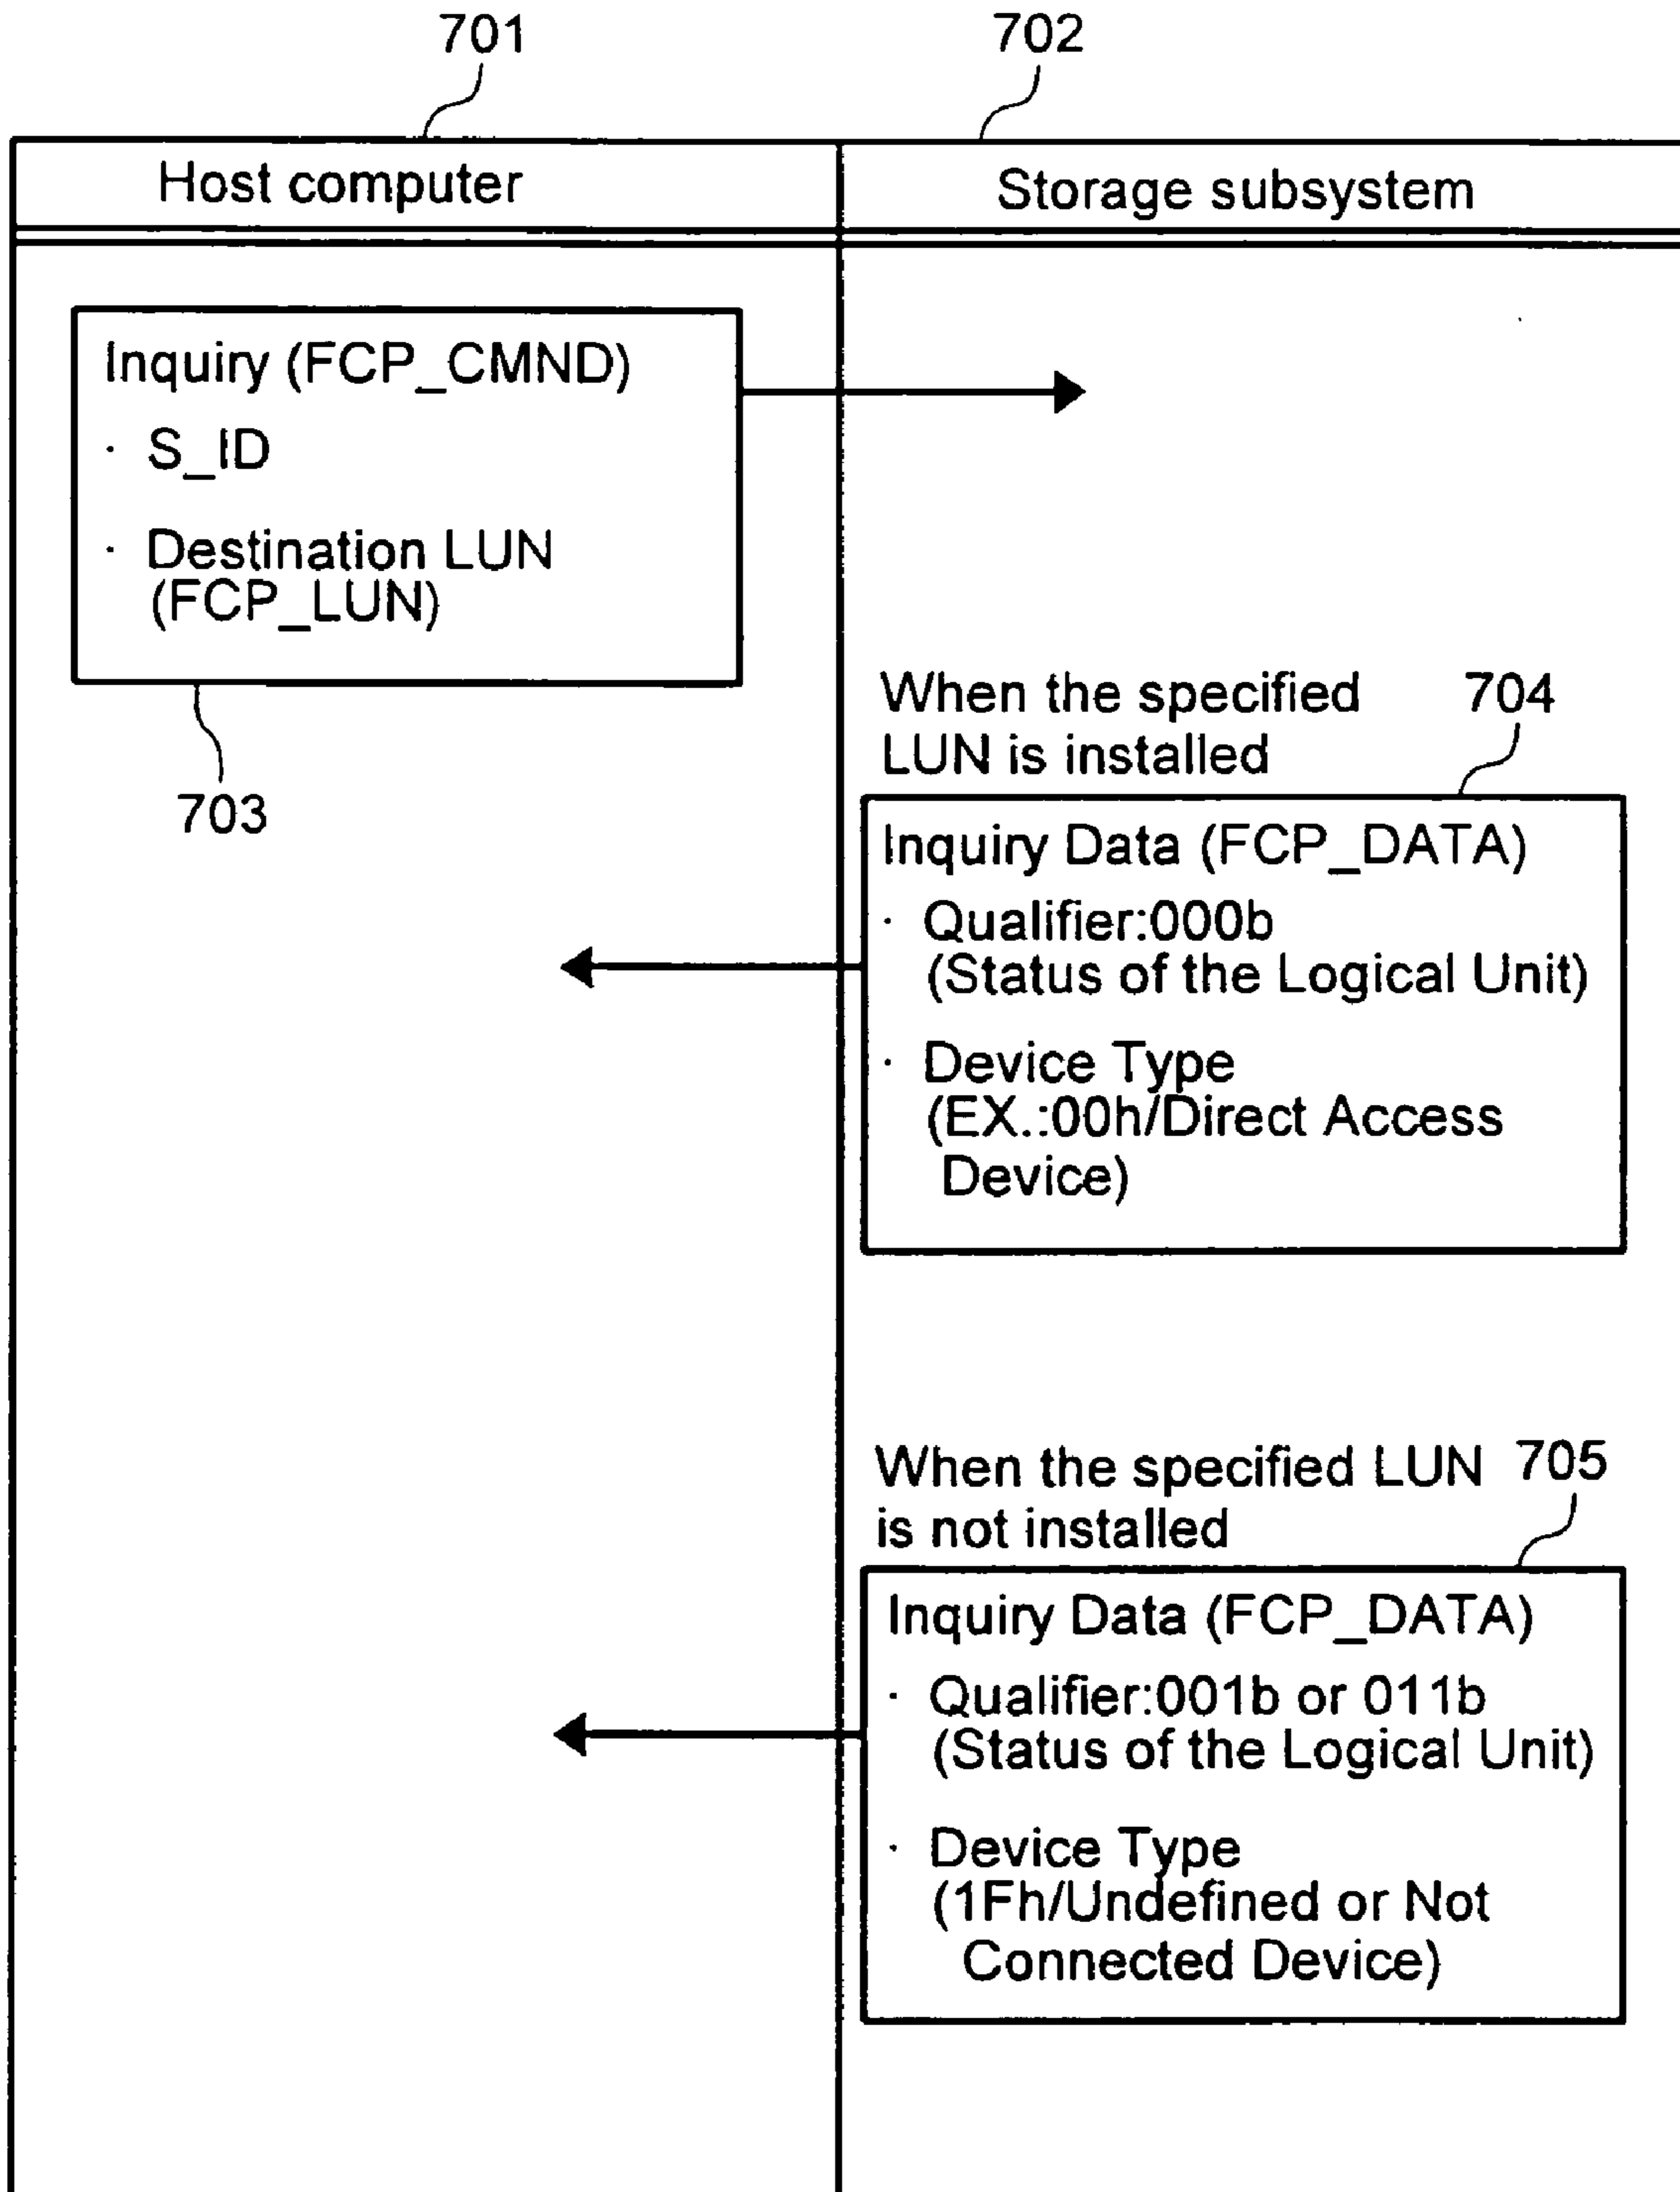 701
702
Host computer
Storage subsystem
Inquiry (FCP_CMND)
· S_ID
· Destination LUN
(FCP_LUN)
703
When the specified
LUN is installed
704
Inquiry Data (FCP_DATA)
· Qualifier:000b
(Status of the Logical Unit)
· Device Type
(EX.:00h/Direct Access
Device)
When the specified LUN
is not installed
705
Inquiry Data (FCP_DATA)
· Qualifier:001b or 011b
(Status of the Logical Unit)
· Device Type
(1Fh/Undefined or Not
Connected Device)